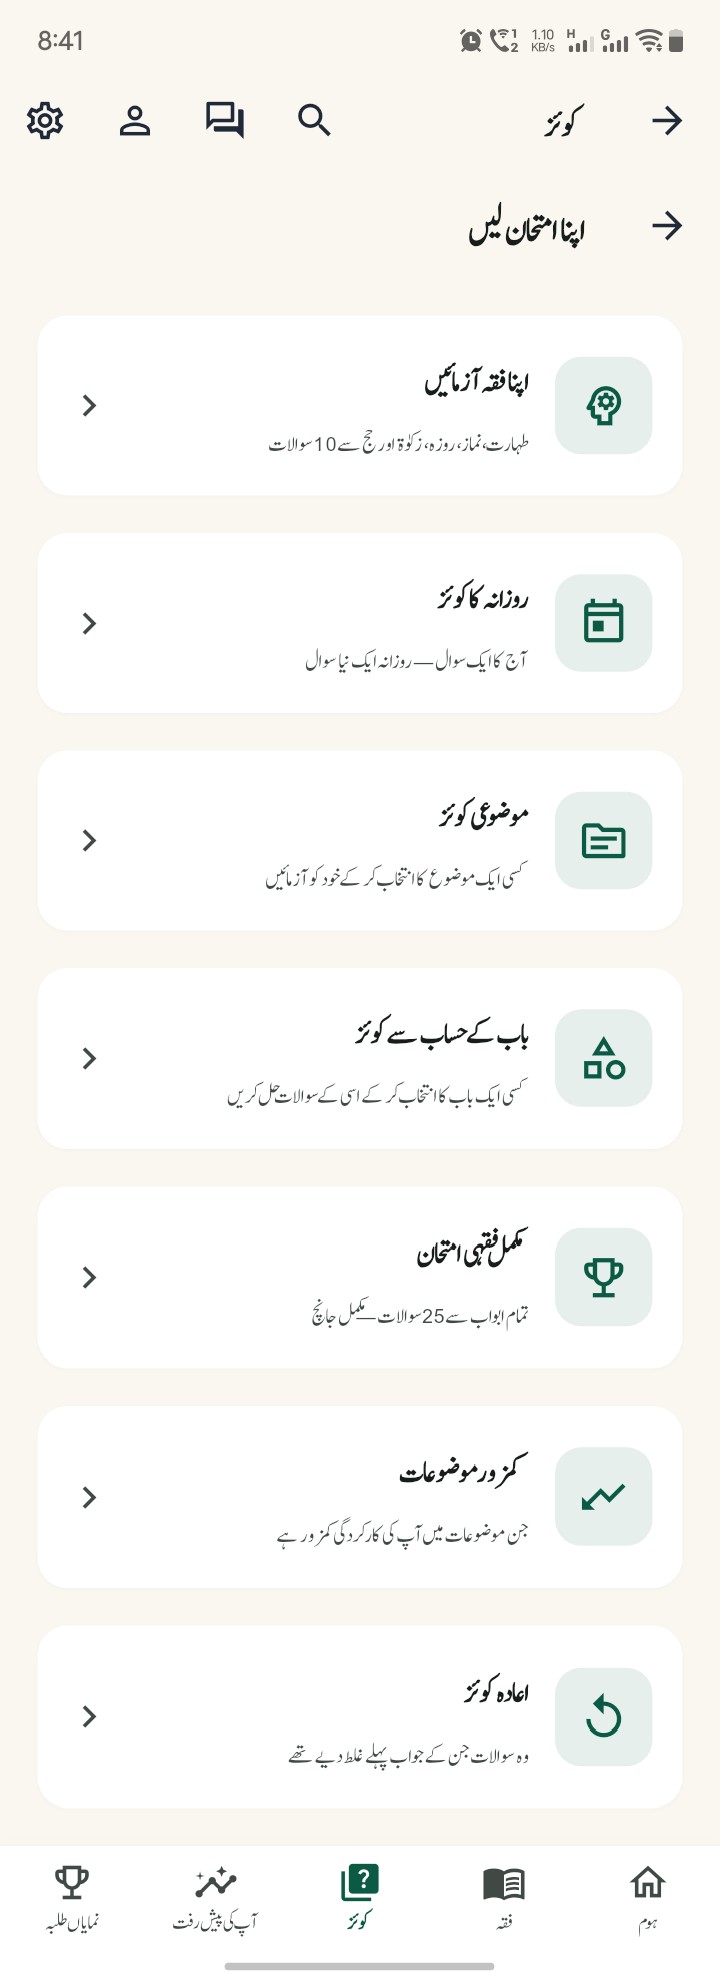 8:41
1.10 KB/s
H
G
1
2
کوئز
اپنا امتحان لیں
اپنا فقہ آزمائیں
طہارت، نماز، روزہ، زکوٰۃ اور حج سے 10 سوالات
روزانہ کا کوئز
آج کا ایک سوال — روزانہ ایک نیا سوال
موضوعی کوئز
کسی ایک موضوع کا انتخاب کر کے خود کو آزمائیں
باب کے حساب سے کوئز
کسی ایک باب کا انتخاب کر کے اسی کے سوالات حل کریں
مکمل فقہی امتحان
تمام ابواب سے 25 سوالات — مکمل جانچ
کمزور موضوعات
جن موضوعات میں آپ کی کارکردگی کمزور ہے
اعادہ کوئز
وہ سوالات جن کے جواب پہلے غلط دیے تھے
ہوم
فقہ
کوئز
آپ کی پیش رفت
نمایاں طلبہ